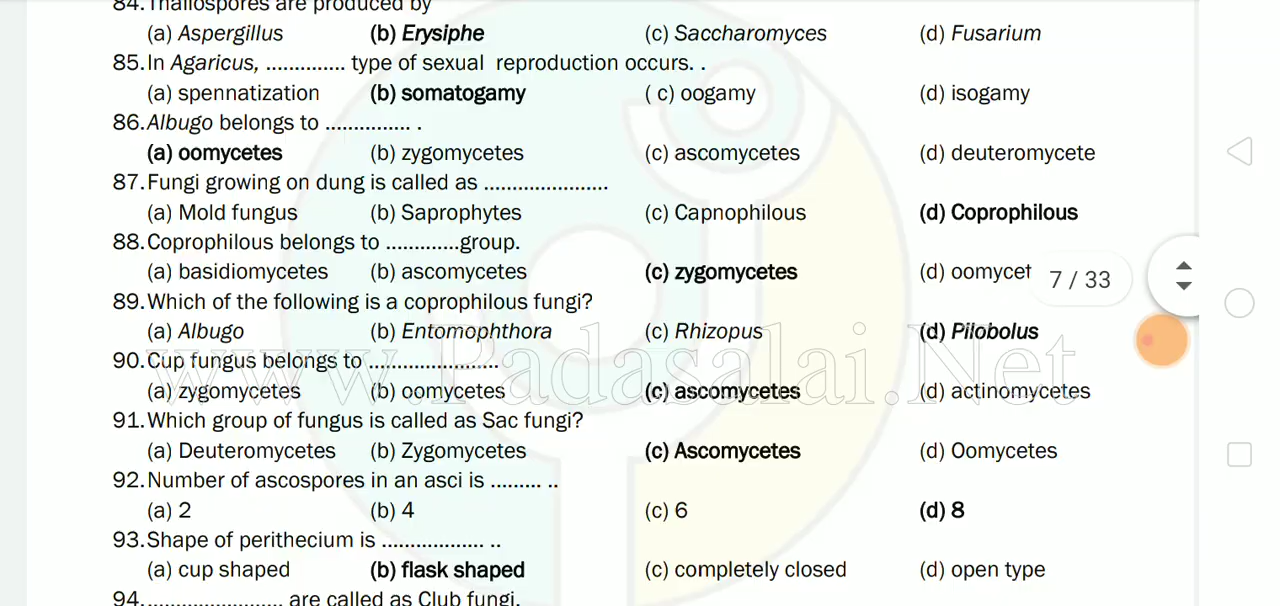 84. Thallospores are produced by
(a) Aspergillus (b) Erysiphe (c) Saccharomyces (d) Fusarium
85. In Agaricus, .............. type of sexual reproduction occurs. .
(a) spennatization (b) somatogamy ( c) oogamy (d) isogamy
86. Albugo belongs to ............... .
(a) oomycetes (b) zygomycetes (c) ascomycetes (d) deuteromycete
87. Fungi growing on dung is called as ......................
(a) Mold fungus (b) Saprophytes (c) Capnophilous (d) Coprophilous
88. Coprophilous belongs to .............group.
(a) basidiomycetes (b) ascomycetes (c) zygomycetes (d) oomycet
7 / 33
89. Which of the following is a coprophilous fungi?
(a) Albugo (b) Entomophthora (c) Rhizopus (d) Pilobolus
www.Padasalai.Net
90. Cup fungus belongs to .......................
(a) zygomycetes (b) oomycetes (c) ascomycetes (d) actinomycetes
91. Which group of fungus is called as Sac fungi?
(a) Deuteromycetes (b) Zygomycetes (c) Ascomycetes (d) Oomycetes
92. Number of ascospores in an asci is ......... ..
(a) 2 (b) 4 (c) 6 (d) 8
93. Shape of perithecium is .................. ..
(a) cup shaped (b) flask shaped (c) completely closed (d) open type
94. ........................ are called as Club fungi.